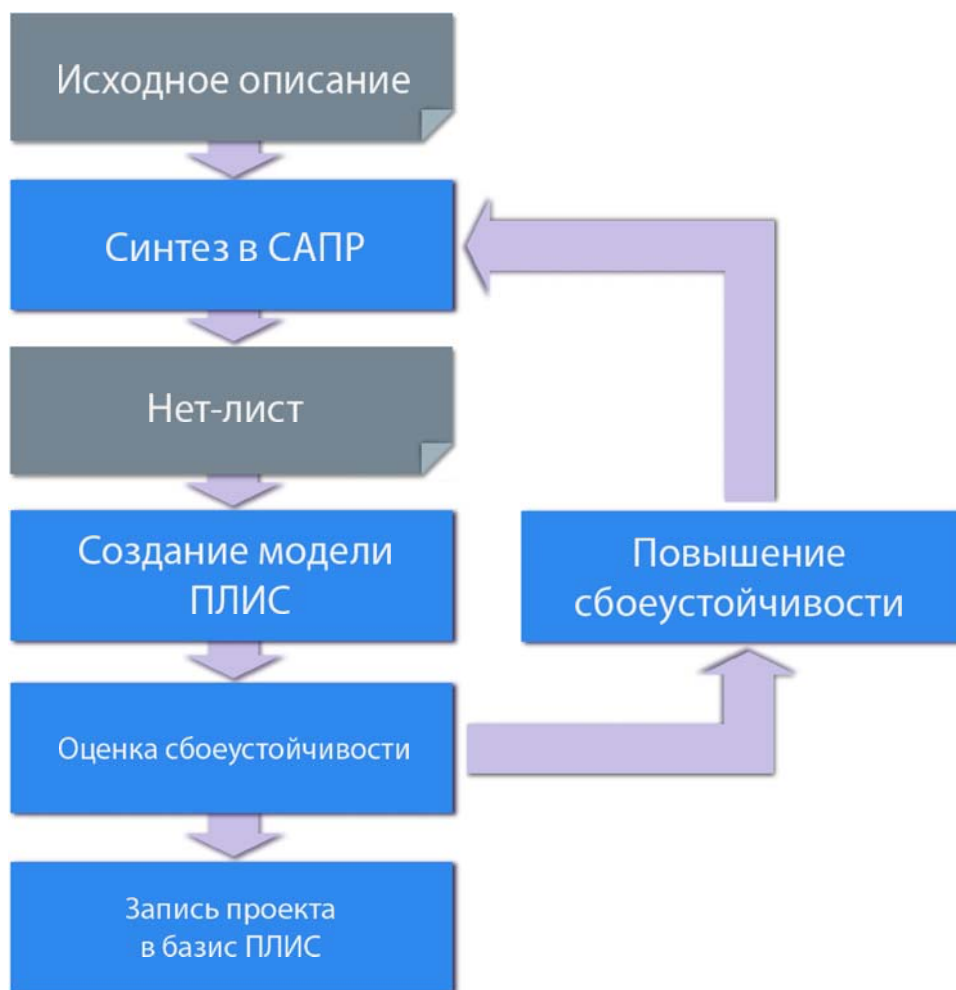 Исходное описание
Синтез в САПР
Нет-лист
Создание модели
ПЛИС
Повышение
сбоеустойчивости
Оценка сбоеустойчивости
Запись проекта
в базис ПЛИС